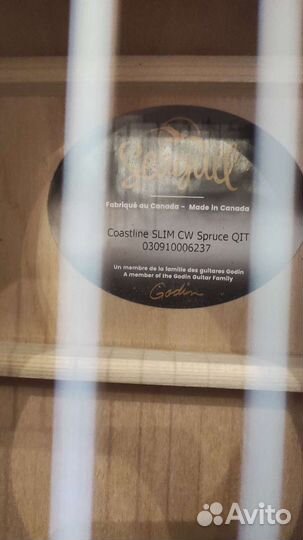 Seagull
Fabriqué au Canada - Made in Canada
Coastline SLIM CW Spruce QIT
030910006237
Un membre de la famille des guitares Godin
A member of the Godin Guitar Family
Godin
Avito